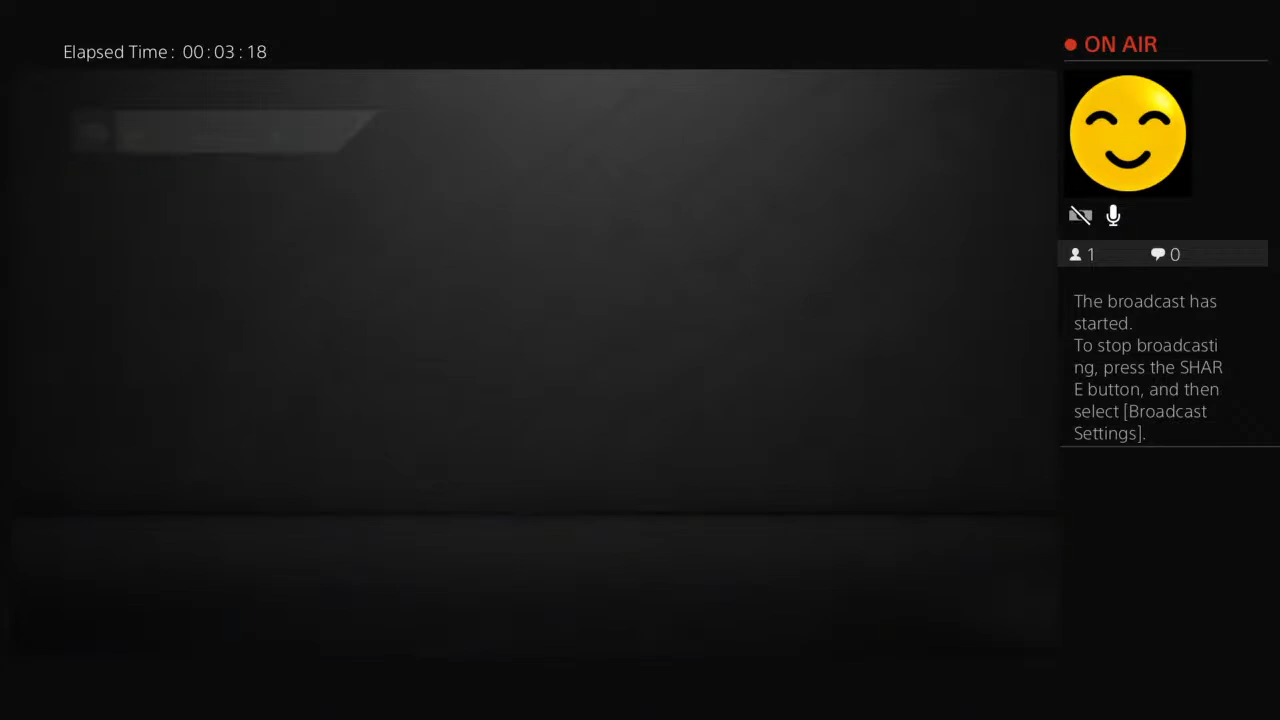 Elapsed Time: 00:03:18
ON AIR
1 0
The broadcast has
started.
To stop broadcasti
ng, press the SHAR
E button, and then
select [Broadcast
Settings].